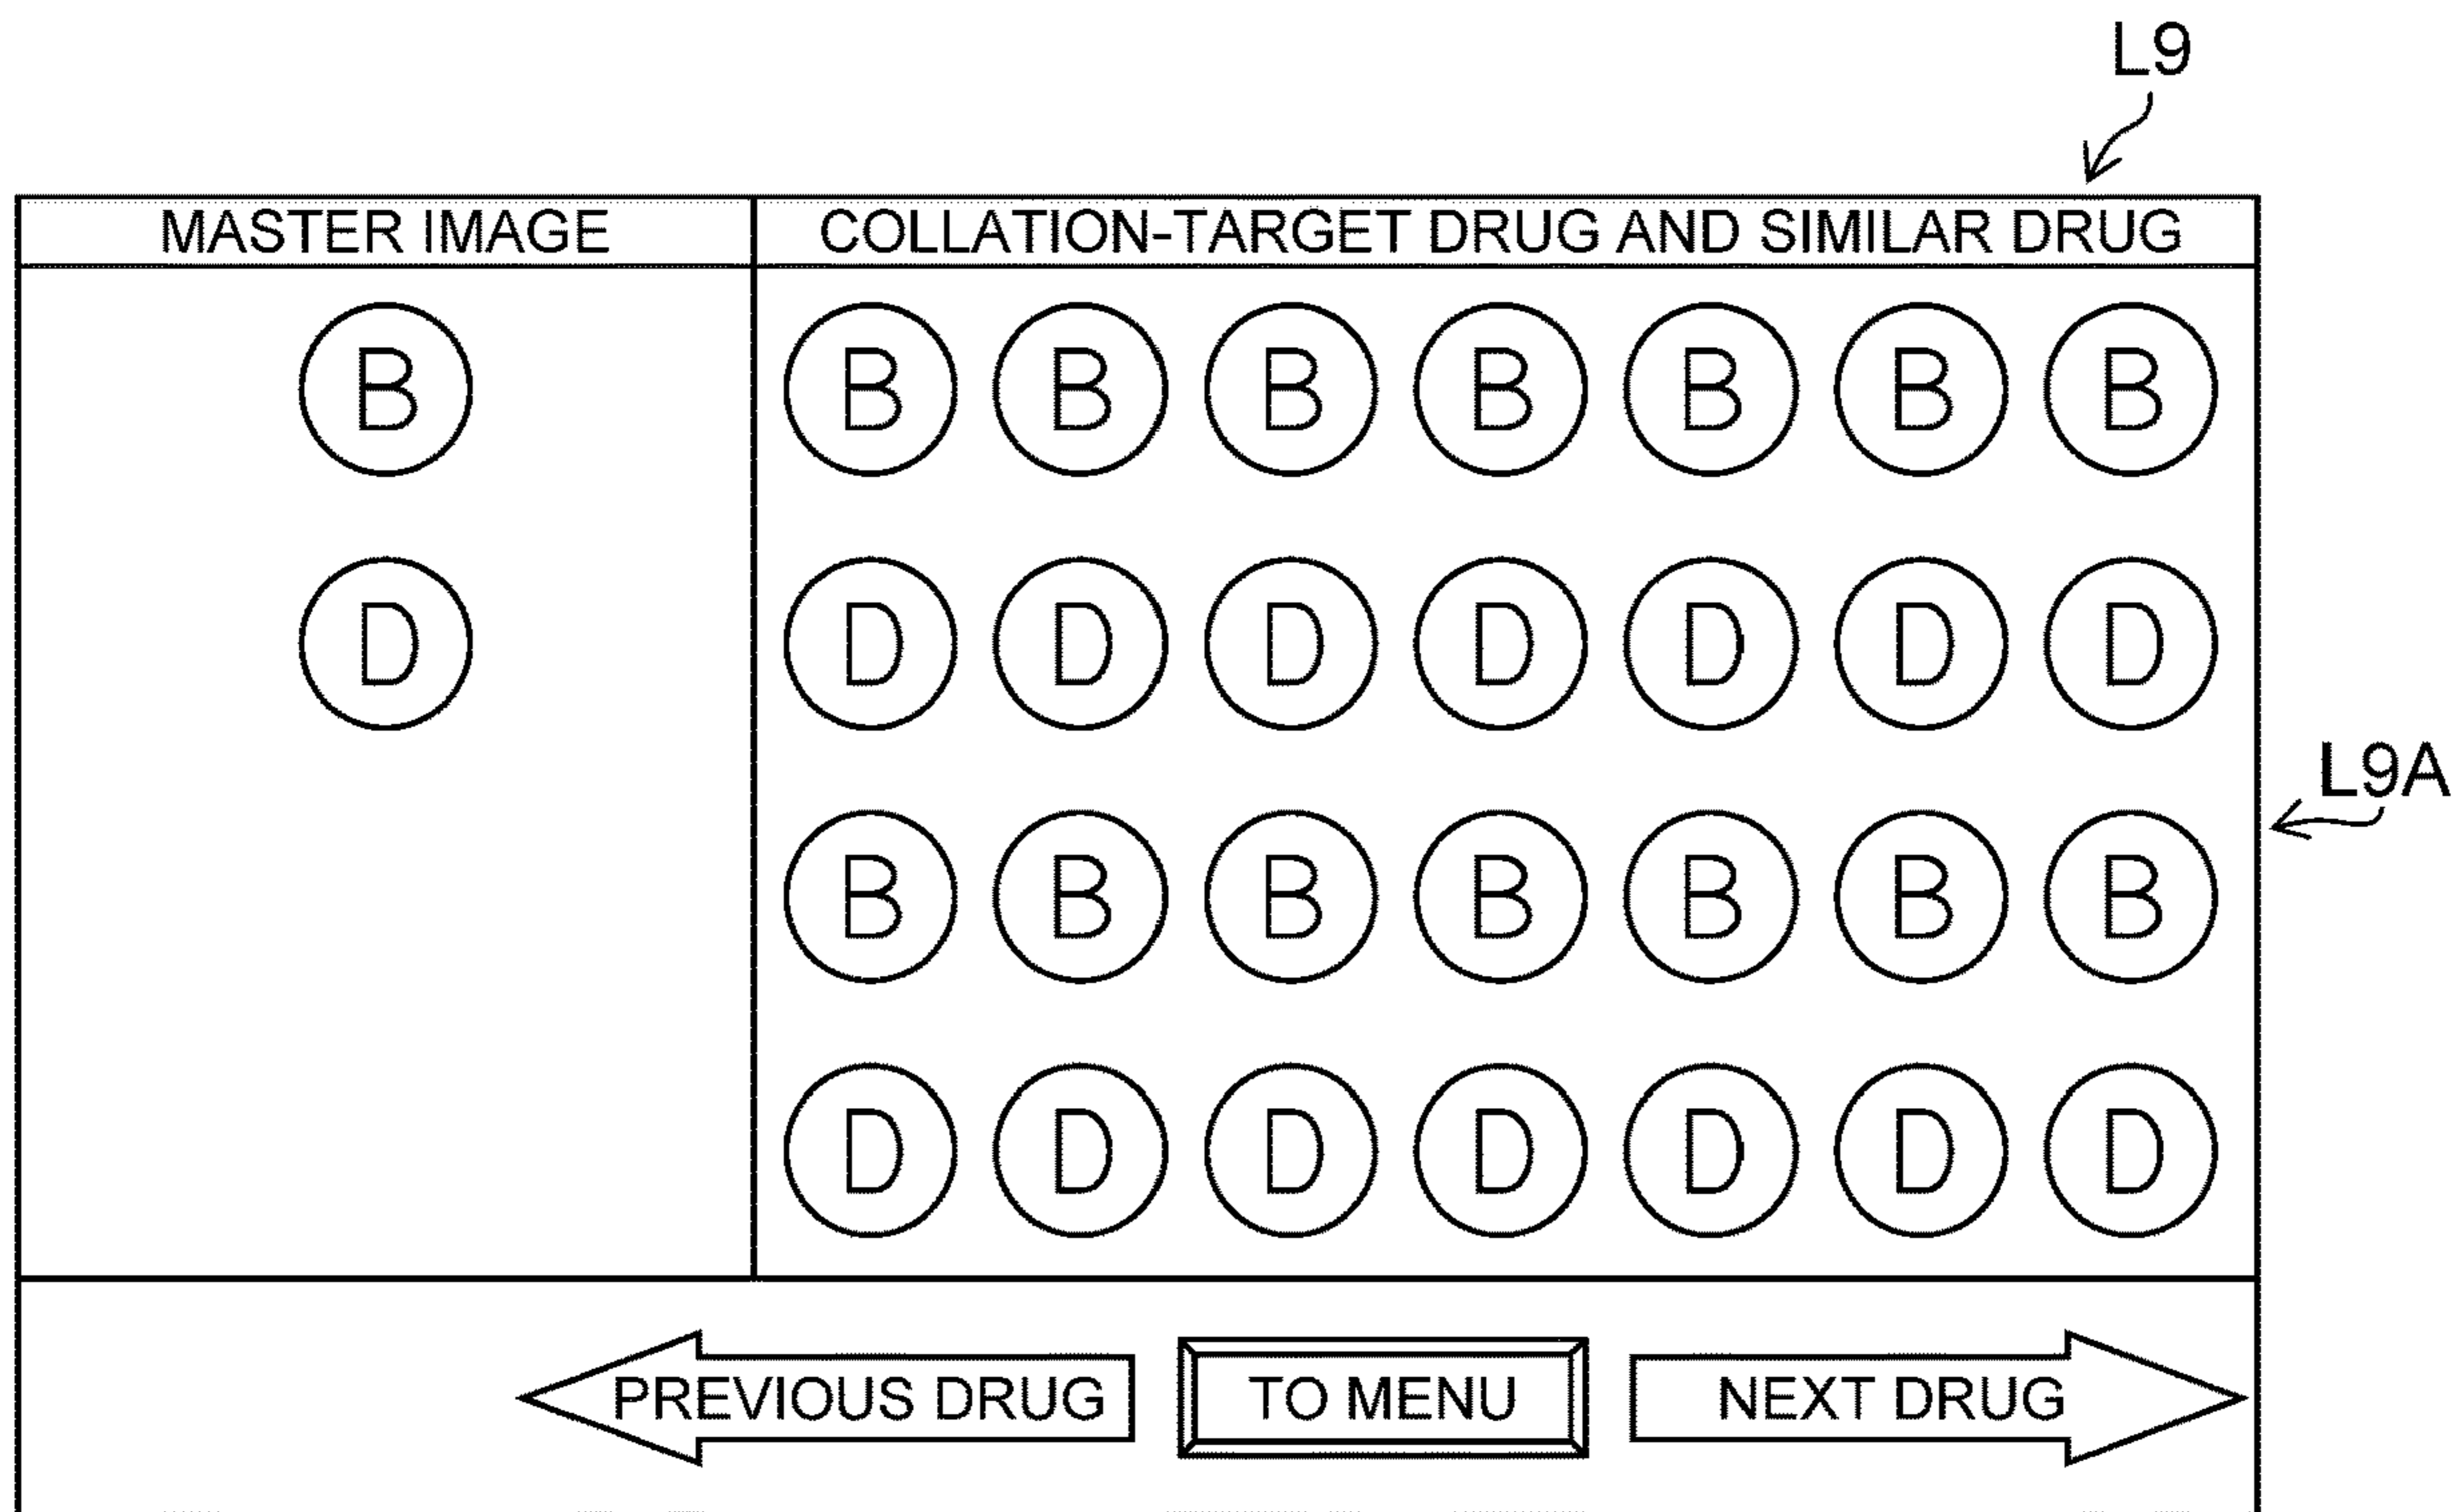 L9
MASTER IMAGE COLLATION-TARGET DRUG AND SIMILAR DRUG
B B B B B B B B
D D D D D D D D
L9A
B B B B B B B
D D D D D D D
PREVIOUS DRUG TO MENU NEXT DRUG